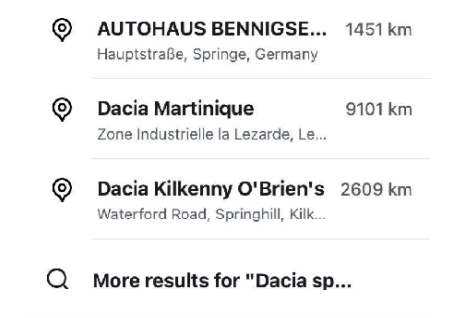 AUTOHAUS BENNIGSE... 1451 km
Hauptstraße, Springe, Germany
Dacia Martinique 9101 km
Zone Industrielle la Lezarde, Le...
Dacia Kilkenny O'Brien's 2609 km
Waterford Road, Springhill, Kilk...
More results for "Dacia sp...